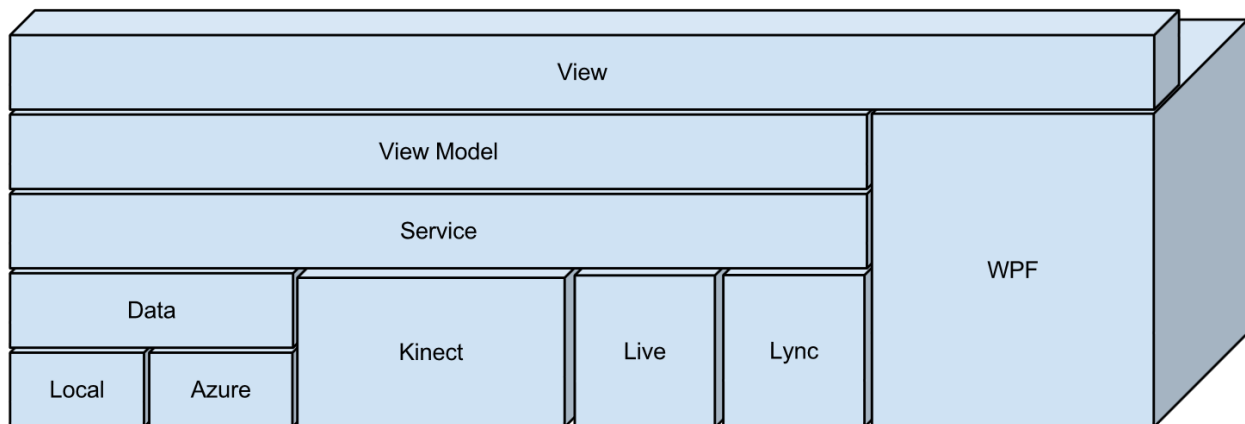 View
View Model
Service
WPF
Data
Kinect
Live
Lync
Local
Azure